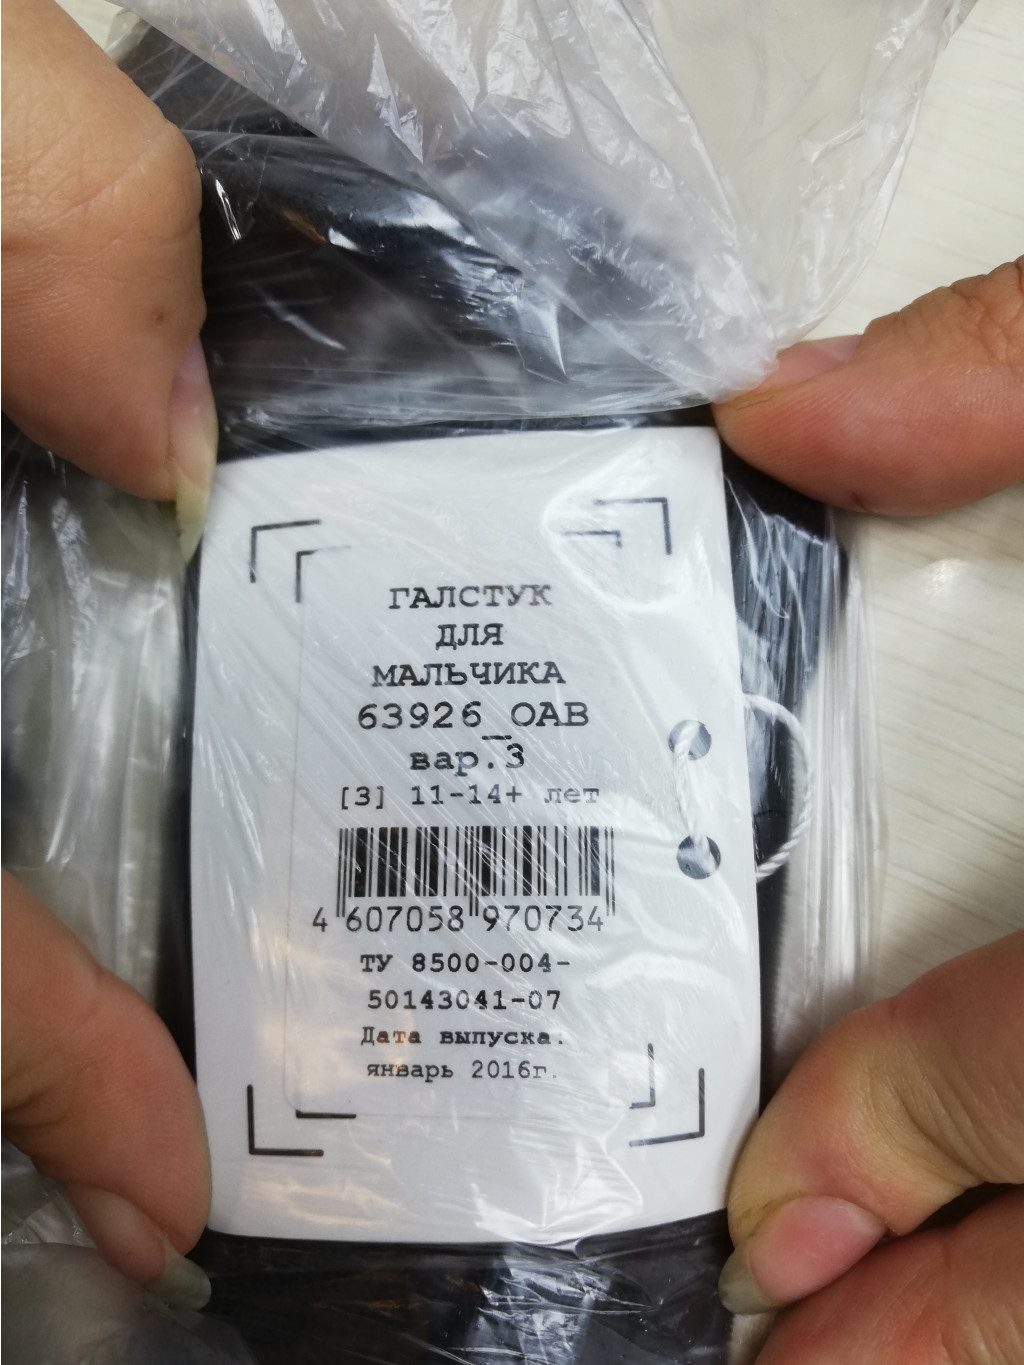 ГАЛСТУК
ДЛЯ
МАЛЬЧИКА
63926_ОАВ
вар.3
[3] 11-14+ лет
4 607058 970734
ТУ 8500-004-
50143041-07
Дата выпуска:
январь 2016г.